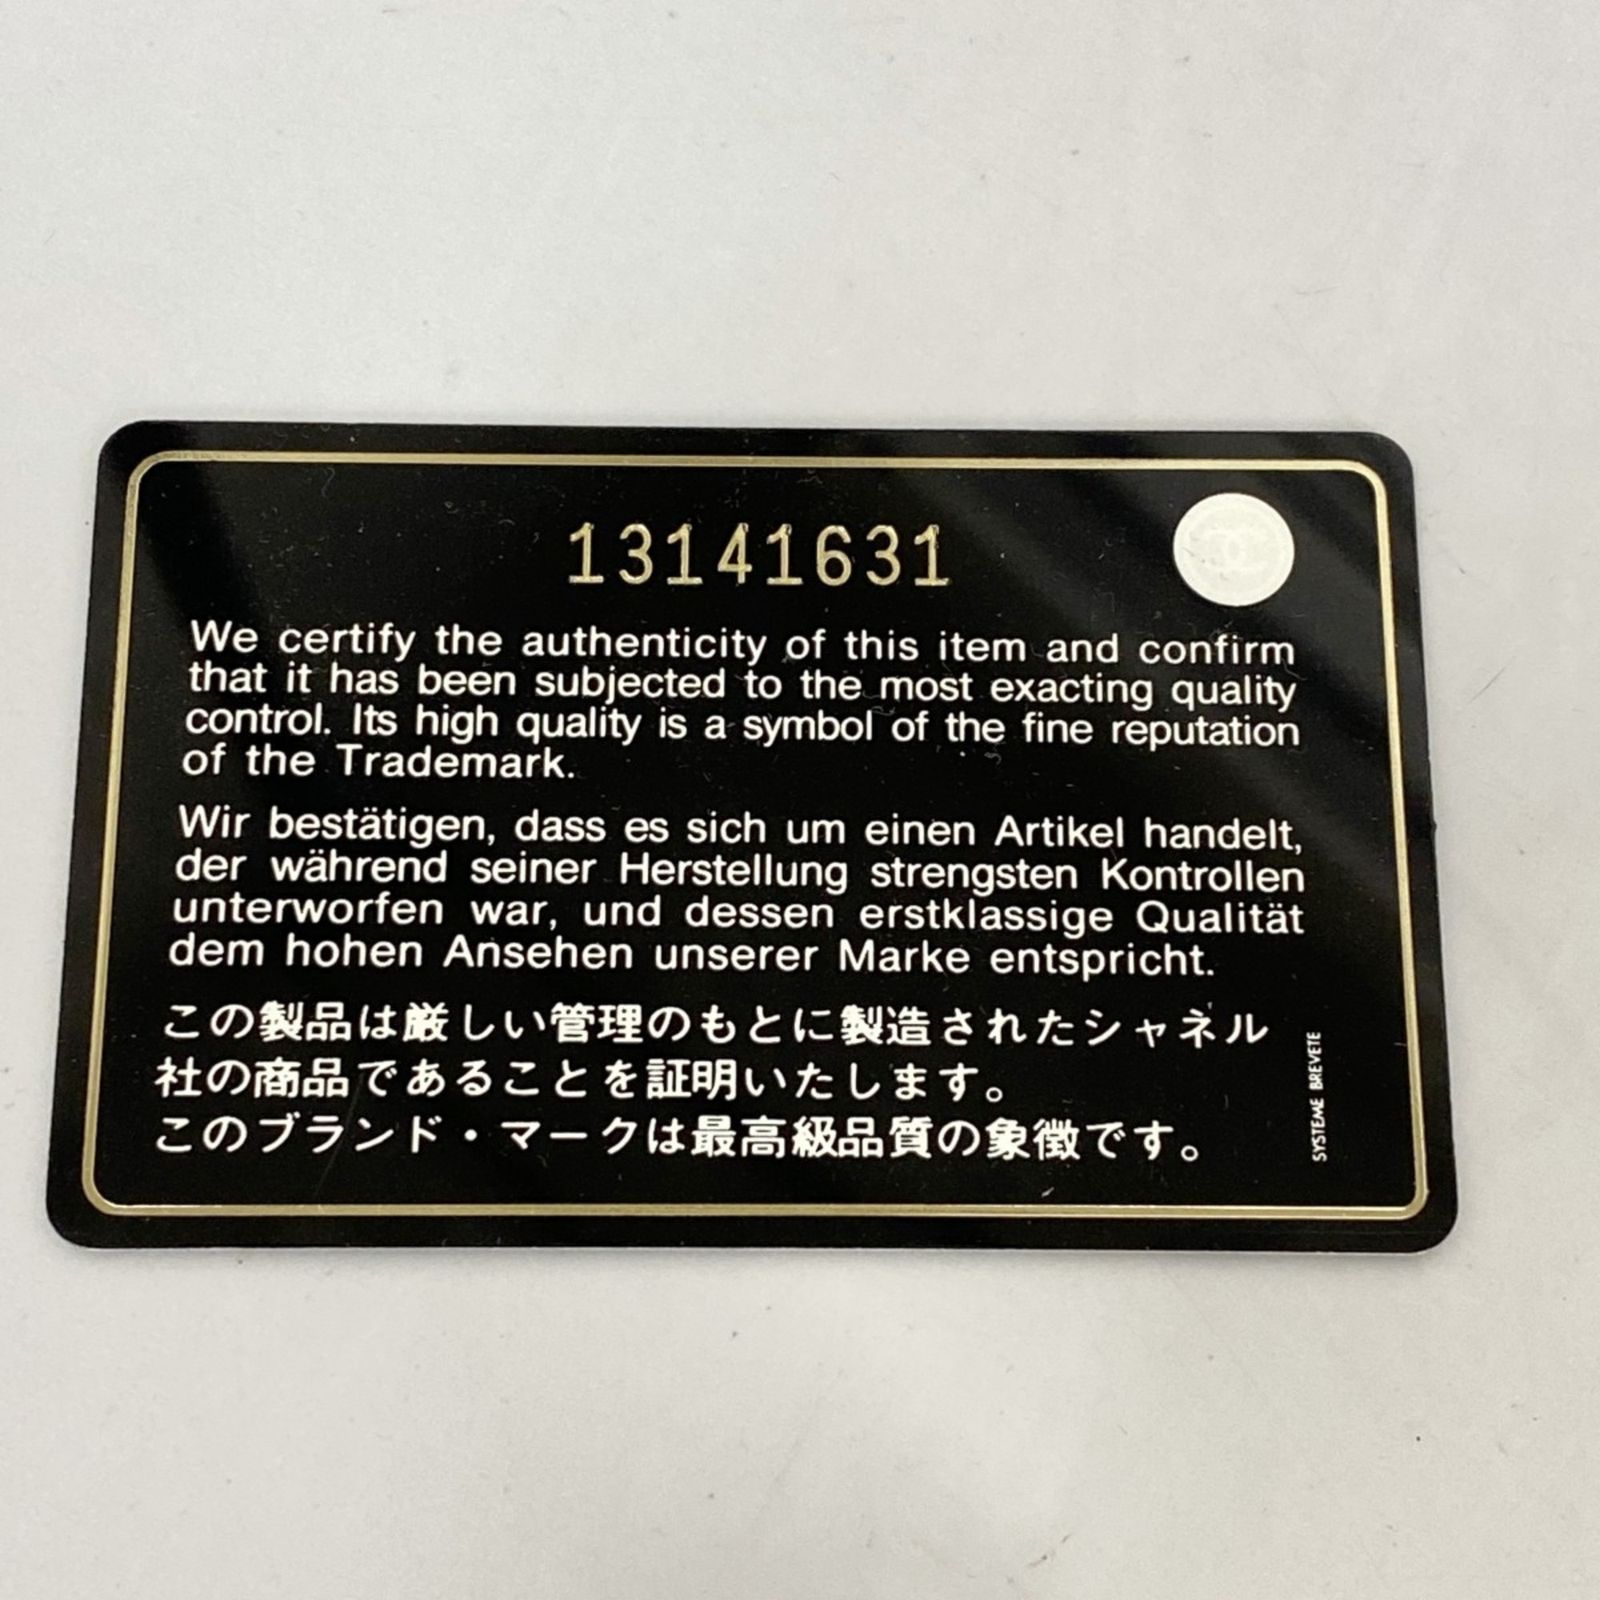 13141631
We certify the authenticity of this item and confirm
that it has been subjected to the most exacting quality
control. Its high quality is a symbol of the fine reputation
of the Trademark.
Wir bestätigen, dass es sich um einen Artikel handelt,
der während seiner Herstellung strengsten Kontrollen
unterworfen war, und dessen erstklassige Qualität
dem hohen Ansehen unserer Marke entspricht.
この製品は厳しい管理のもとに製造されたシャネル
社の商品であることを証明いたします。
このブランド・マークは最高級品質の象徴です。
SYSTEME BREVETE